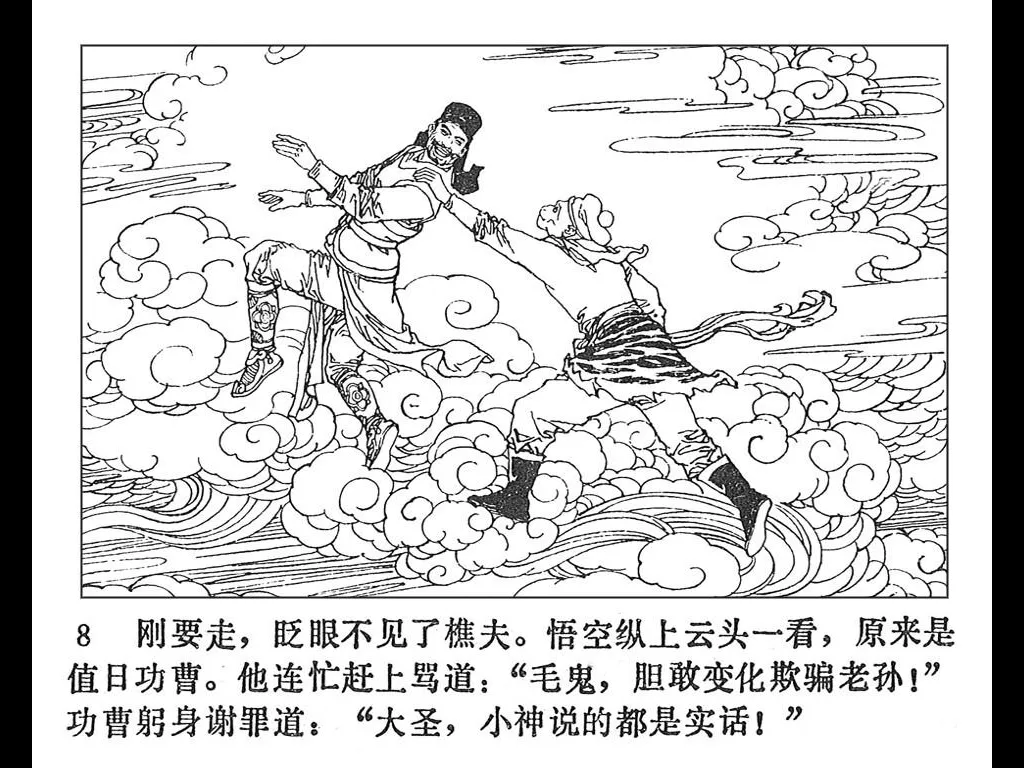 8 刚要走，眨眼不见了樵夫。悟空纵上云头一看，原来是
值日功曹。他连忙赶上骂道：“毛鬼，胆敢变化欺骗老孙！”
功曹躬身谢罪道：“大圣，小神说的都是实话！”